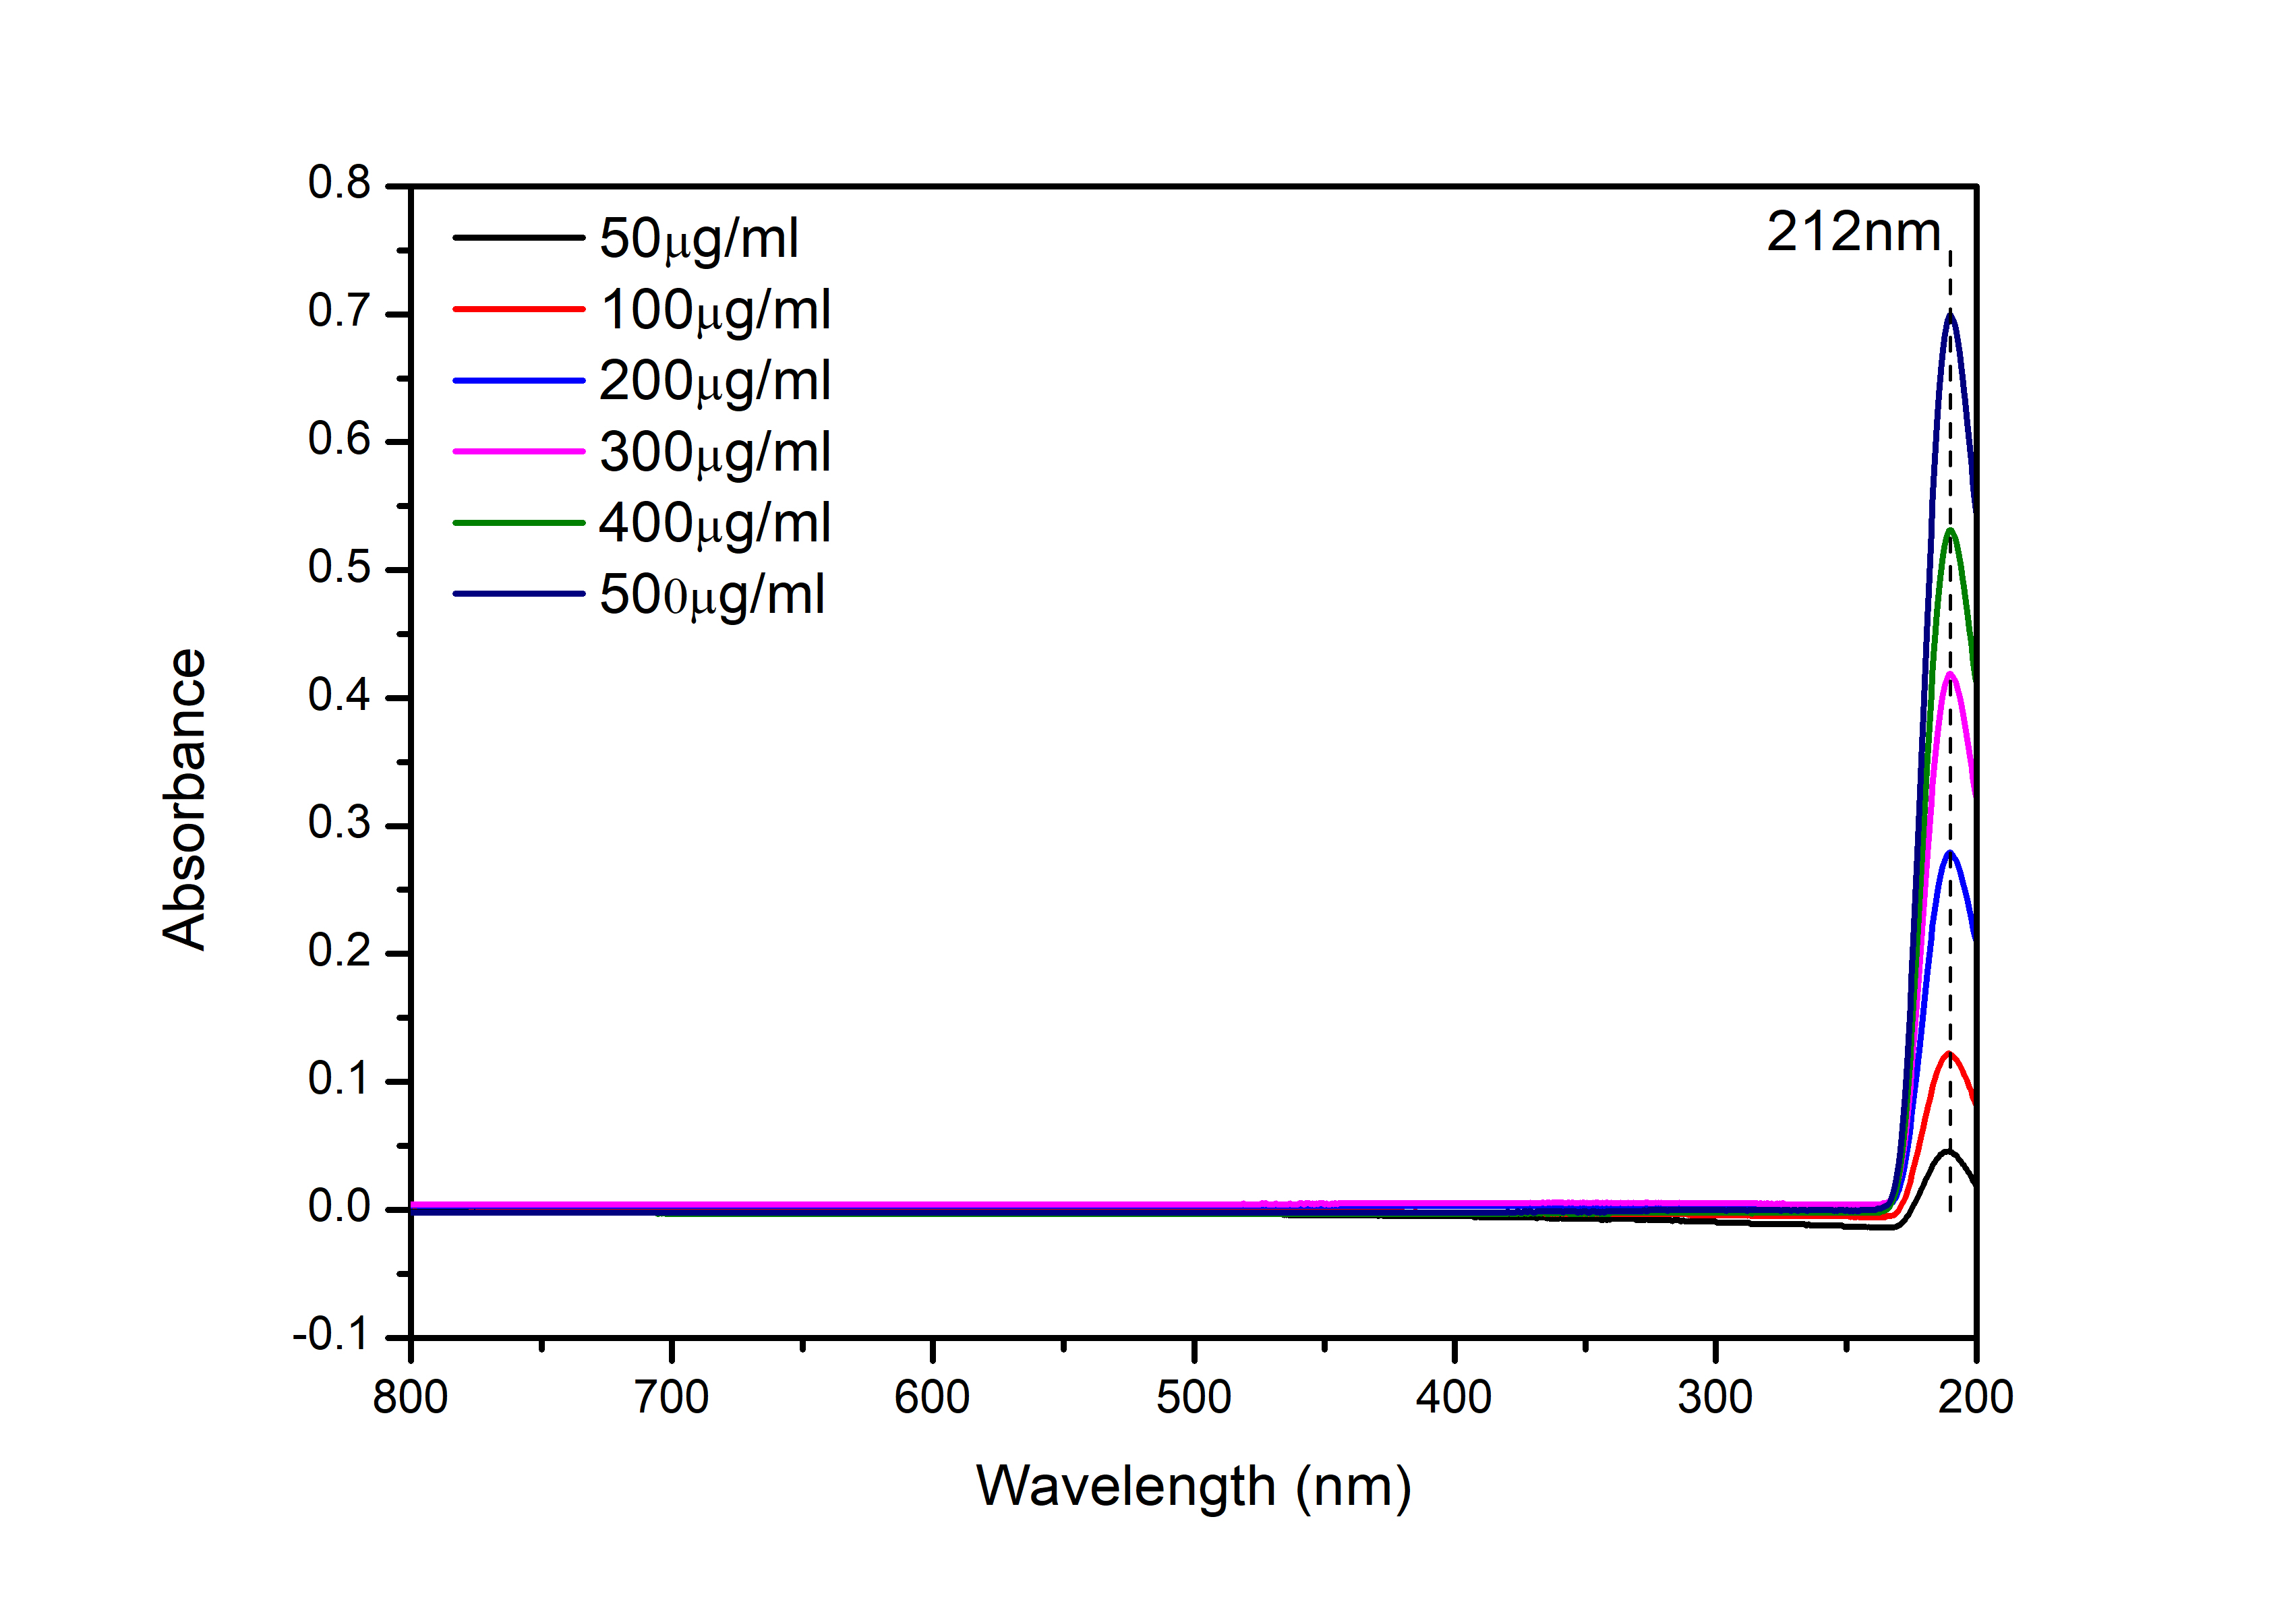 212nm
50μg/ml
100μg/ml
200μg/ml
300μg/ml
400μg/ml
500μg/ml
0.8
0.7
0.6
0.5
0.4
0.3
0.2
0.1
0.0
-0.1
Absorbance
800 700 600 500 400 300 200
Wavelength (nm)